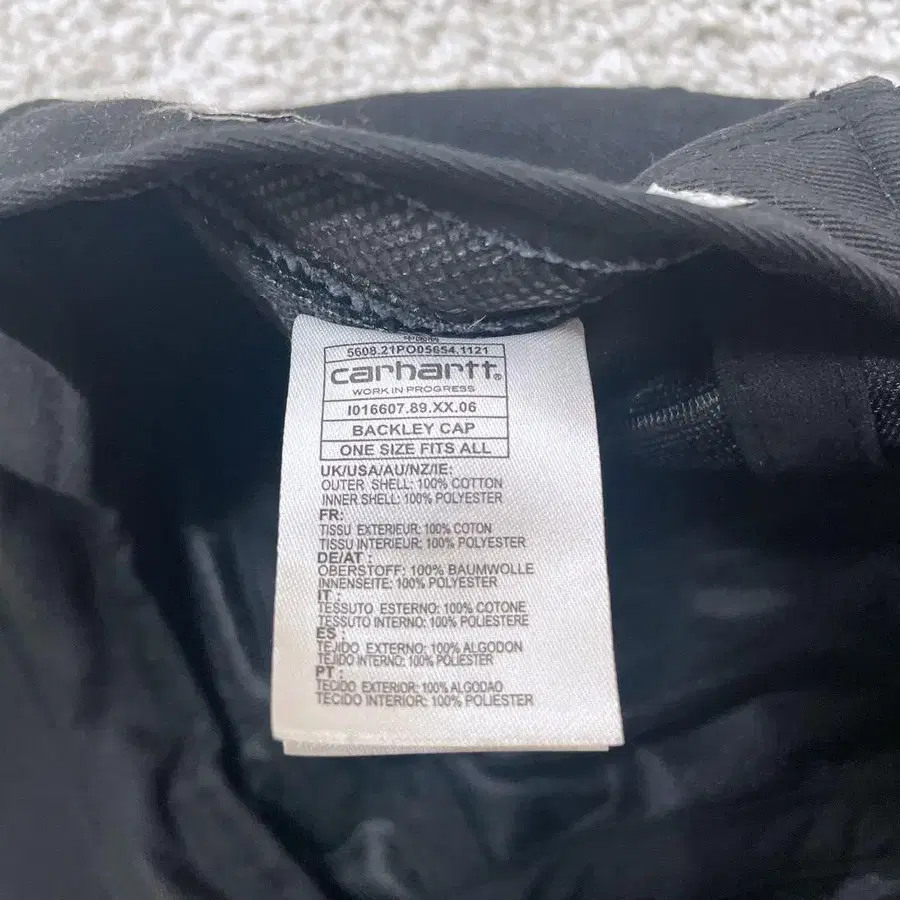 5608.21PO05654.1121
carhartt®
WORK IN PROGRESS
I016607.89.XX.06
BACKLEY CAP
ONE SIZE FITS ALL
UK/USA/AU/NZ/IE:
OUTER SHELL: 100% COTTON
INNER SHELL: 100% POLYESTER
FR:
TISSU EXTERIEUR: 100% COTON
TISSU INTERIEUR: 100% POLYESTER
DE/AT :
OBERSTOFF: 100% BAUMWOLLE
INNENSEITE: 100% POLYESTER
IT :
TESSUTO ESTERNO: 100% COTONE
TESSUTO INTERNO: 100% POLIESTERE
ES :
TEJIDO EXTERNO: 100% ALGODON
TEJIDO INTERNO: 100% POLIESTER
PT :
TECIDO EXTERIOR: 100% ALGODAO
TECIDO INTERIOR: 100% POLIESTER